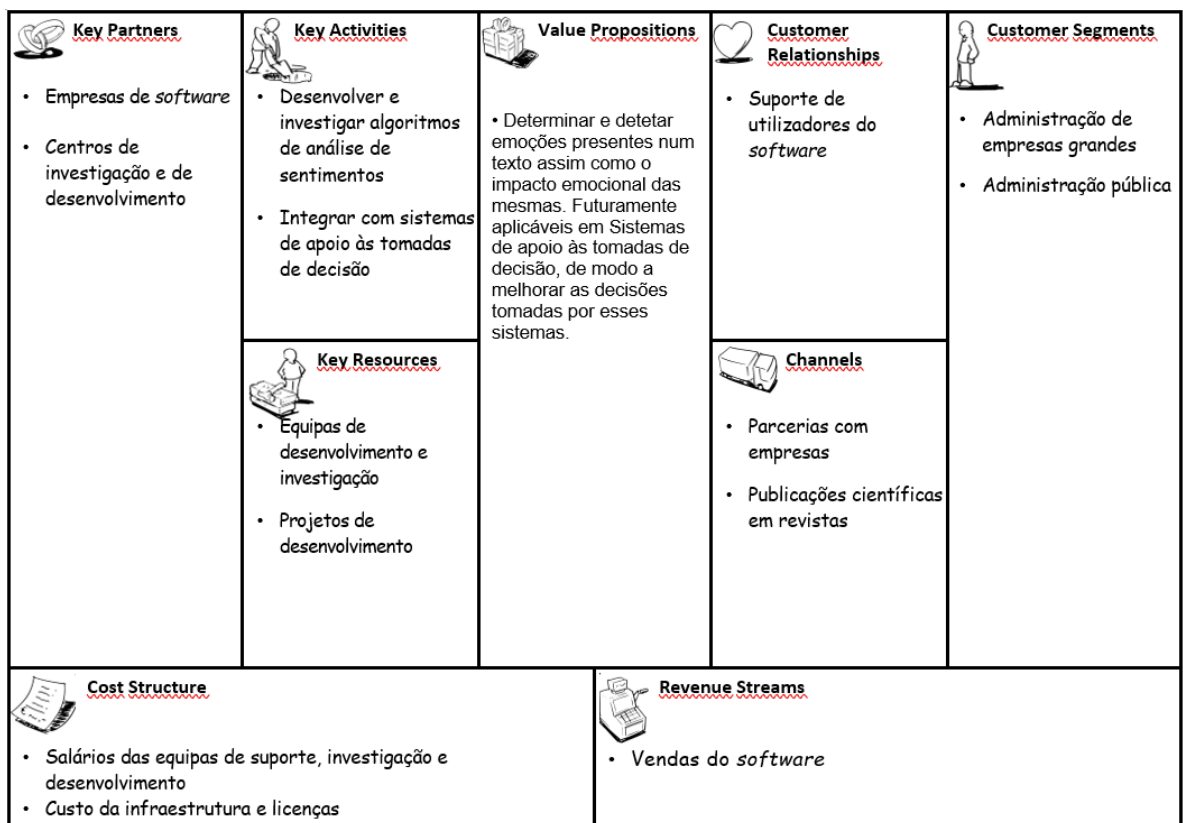 Key Partners
• Empresas de software
• Centros de
investigação e de
desenvolvimento
Key Activities
• Desenvolver e
investigar algoritmos
de análise de
sentimentos
• Integrar com sistemas
de apoio às tomadas
de decisão
Key Resources
• Equipas de
desenvolvimento e
investigação
• Projetos de
desenvolvimento
Value Propositions
• Determinar e detetar
emoções presentes num
texto assim como o
impacto emocional das
mesmas. Futuramente
aplicáveis em Sistemas
de apoio às tomadas de
decisão, de modo a
melhorar as decisões
tomadas por esses
sistemas.
Customer
Relationships
• Suporte de
utilizadores do
software
Channels
• Parcerias com
empresas
• Publicações científicas
em revistas
Customer Segments
• Administração de
empresas grandes
• Administração pública
Cost Structure
• Salários das equipas de suporte, investigação e
desenvolvimento
• Custo da infraestrutura e licenças
Revenue Streams
• Vendas do software